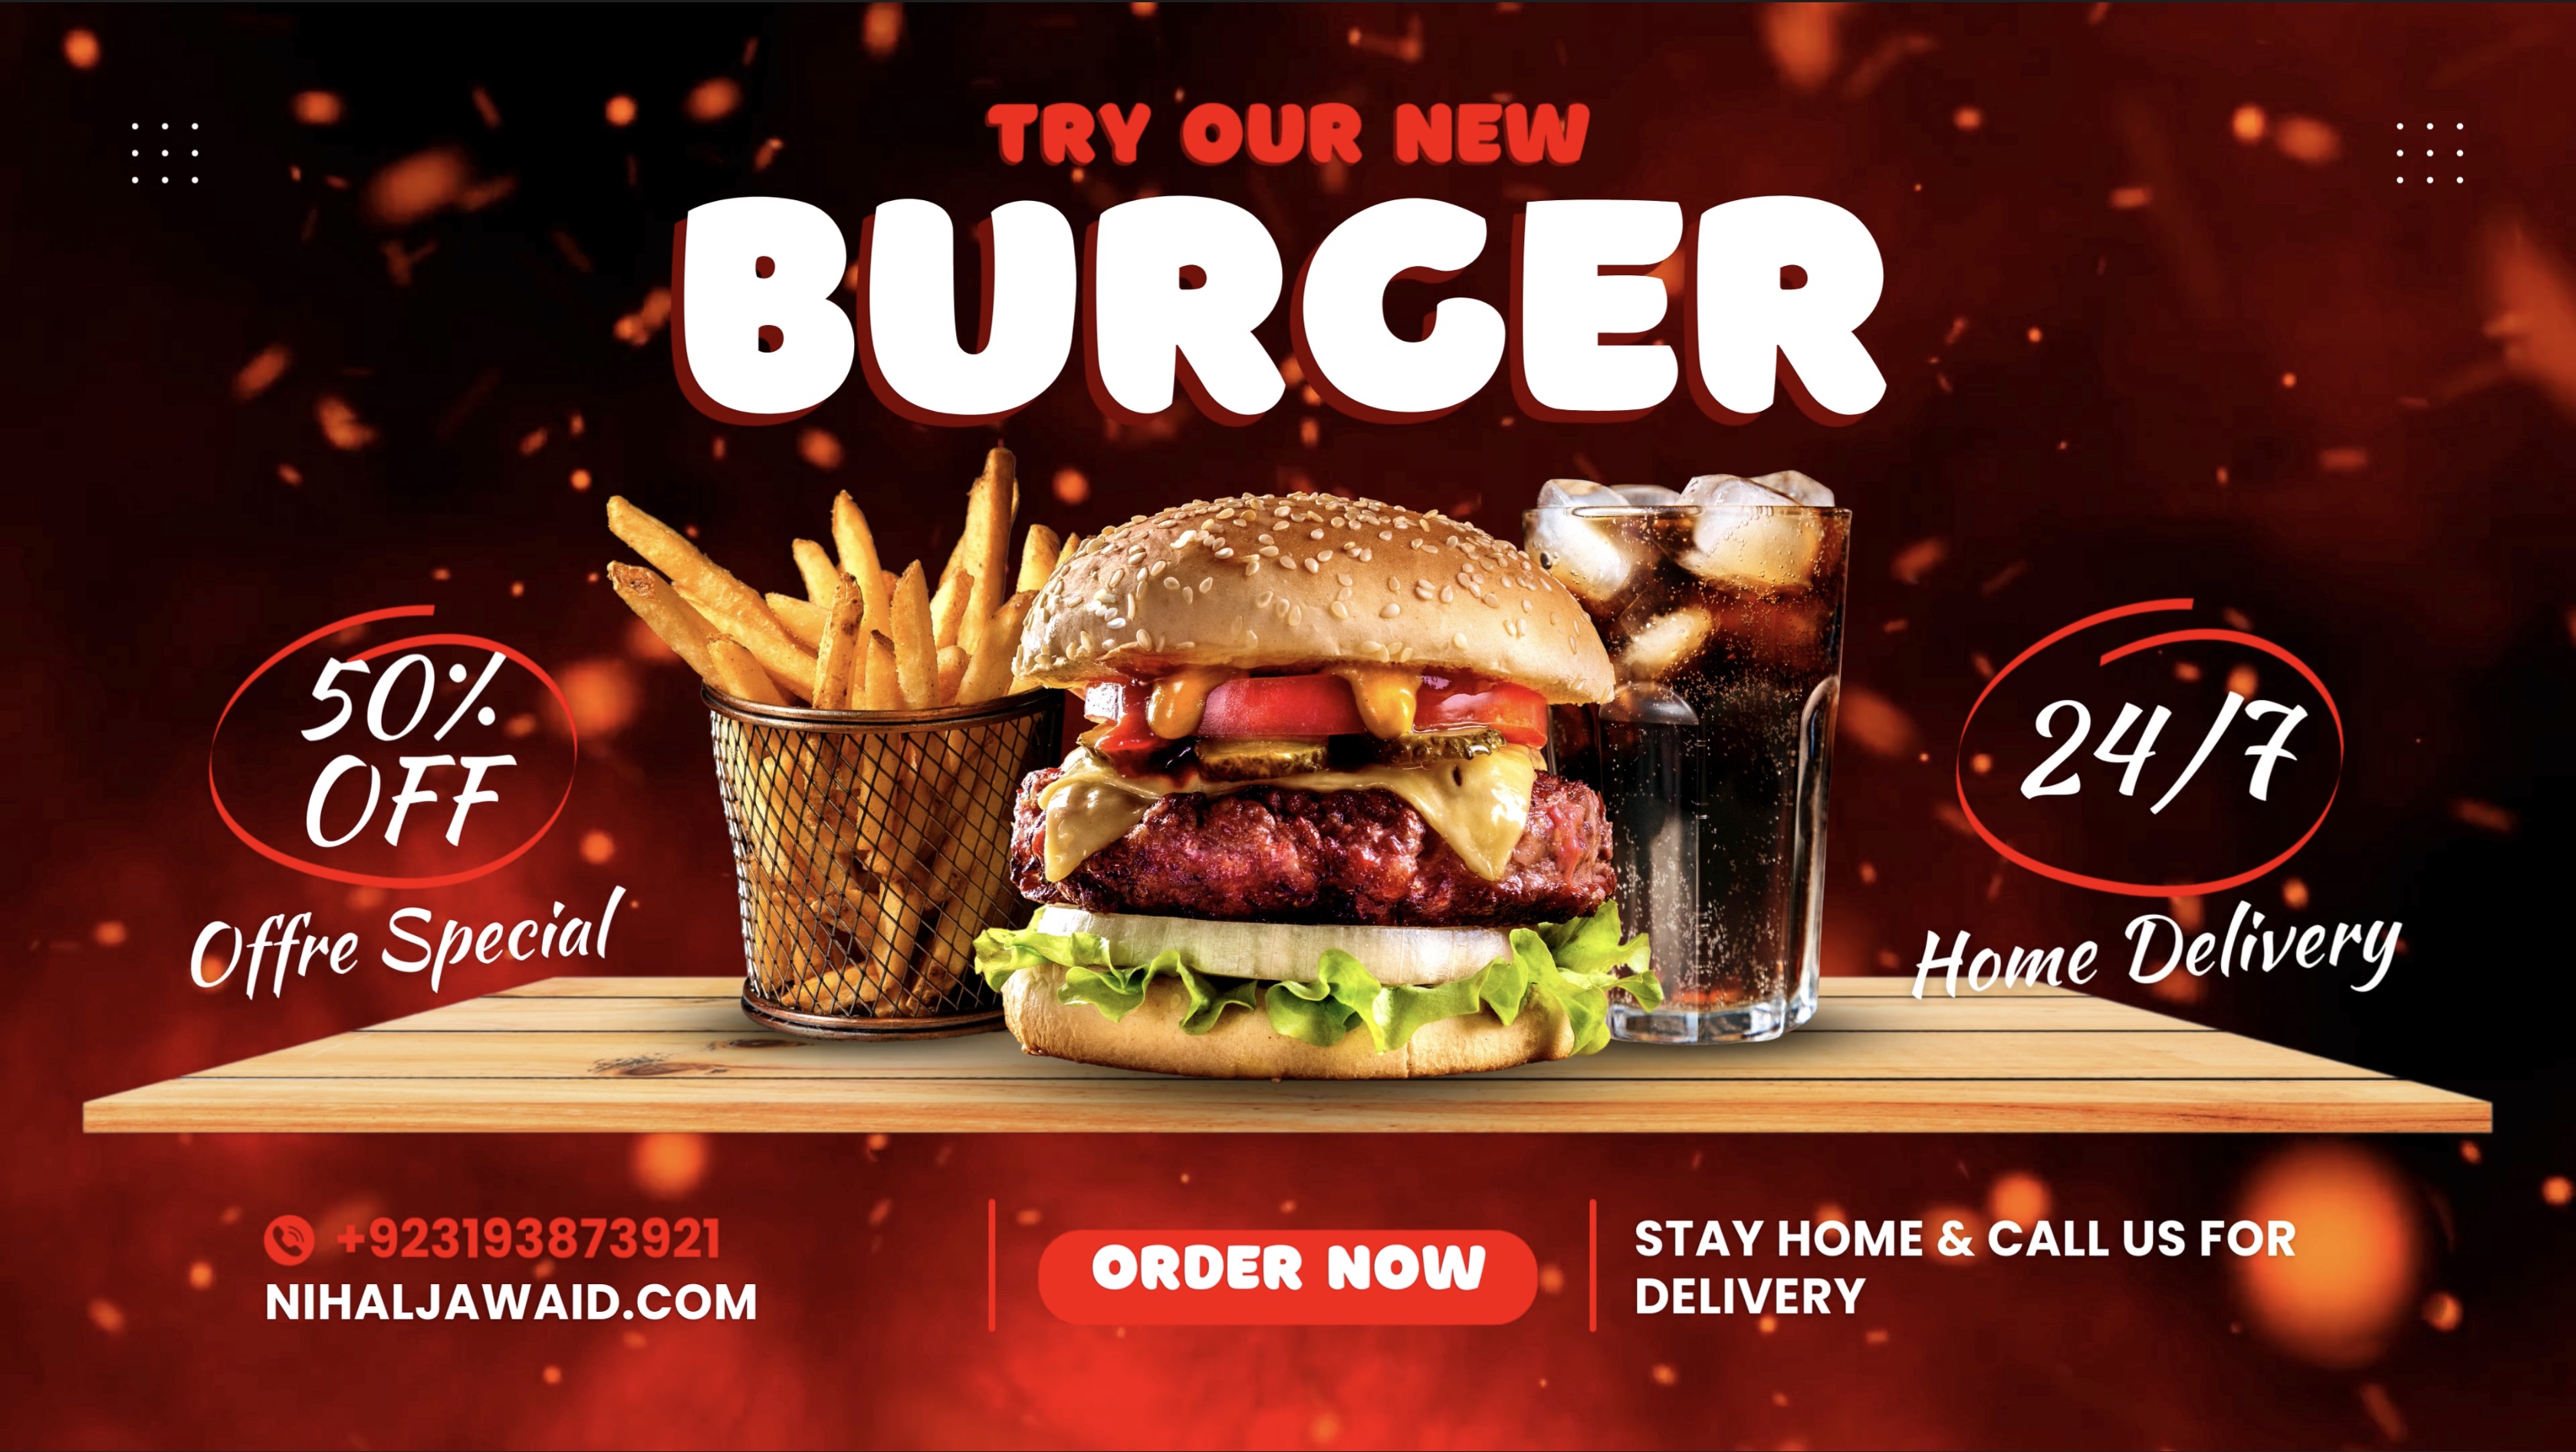 TRY OUR NEW
BURGER
50%
OFF
Offre Special
24/7
Home Delivery
+923193873921
NIHALJAWAID.COM
ORDER NOW
STAY HOME & CALL US FOR
DELIVERY